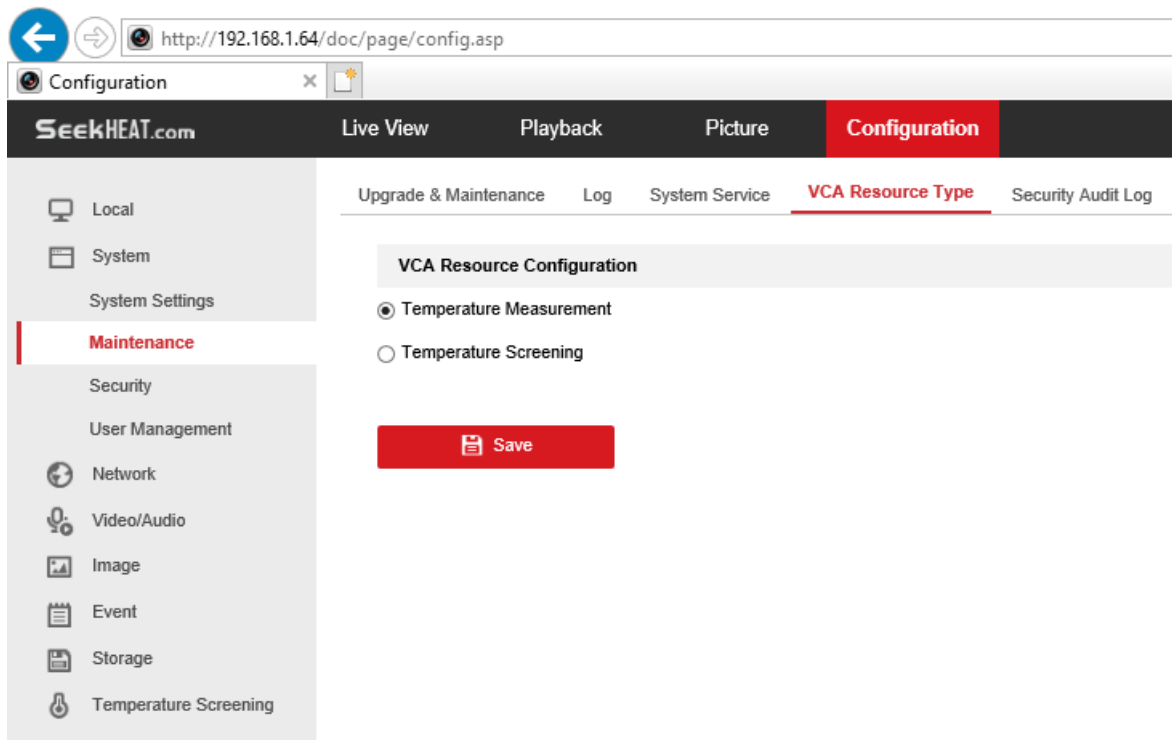 http://192.168.1.64/doc/page/config.asp
Configuration
SeekHEAT.com
Live View
Playback
Picture
Configuration
Local
System
System Settings
Maintenance
Security
User Management
Network
Video/Audio
Image
Event
Storage
Temperature Screening
Upgrade & Maintenance
Log
System Service
VCA Resource Type
Security Audit Log
VCA Resource Configuration
Temperature Measurement
Temperature Screening
Save